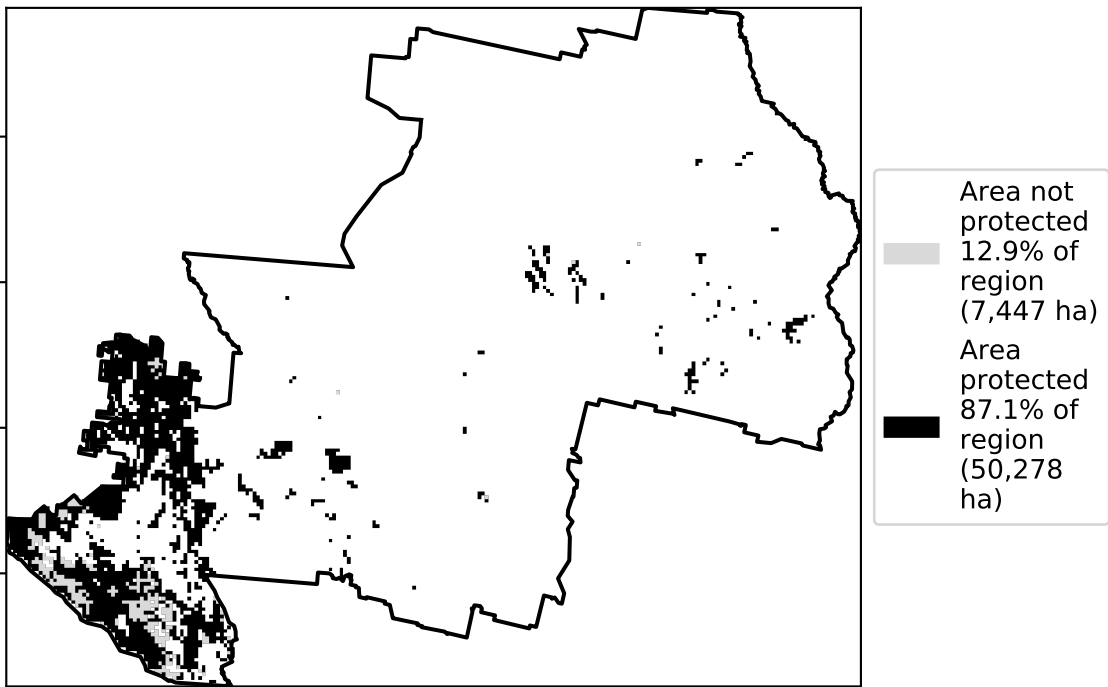 Area not
protected
12.9% of
region
(7,447 ha)
Area
protected
87.1% of
region
(50,278
ha)